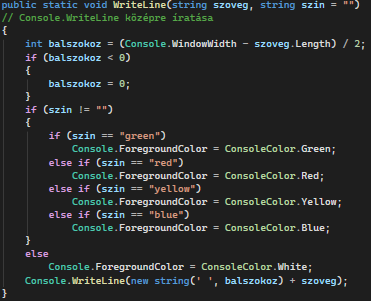 public static void WriteLine(string szoveg, string szin = "")
// Console.WriteLine középre íratása
{
    int balszokoz = (Console.WindowWidth - szoveg.Length) / 2;
    if (balszokoz < 0)
    {
        balszokoz = 0;
    }
    if (szin != "")
    {
        if (szin == "green")
            Console.ForegroundColor = ConsoleColor.Green;
        else if (szin == "red")
            Console.ForegroundColor = ConsoleColor.Red;
        else if (szin == "yellow")
            Console.ForegroundColor = ConsoleColor.Yellow;
        else if (szin == "blue")
            Console.ForegroundColor = ConsoleColor.Blue;
    }
    else
        Console.ForegroundColor = ConsoleColor.White;
    Console.WriteLine(new string(' ', balszokoz) + szoveg);
}